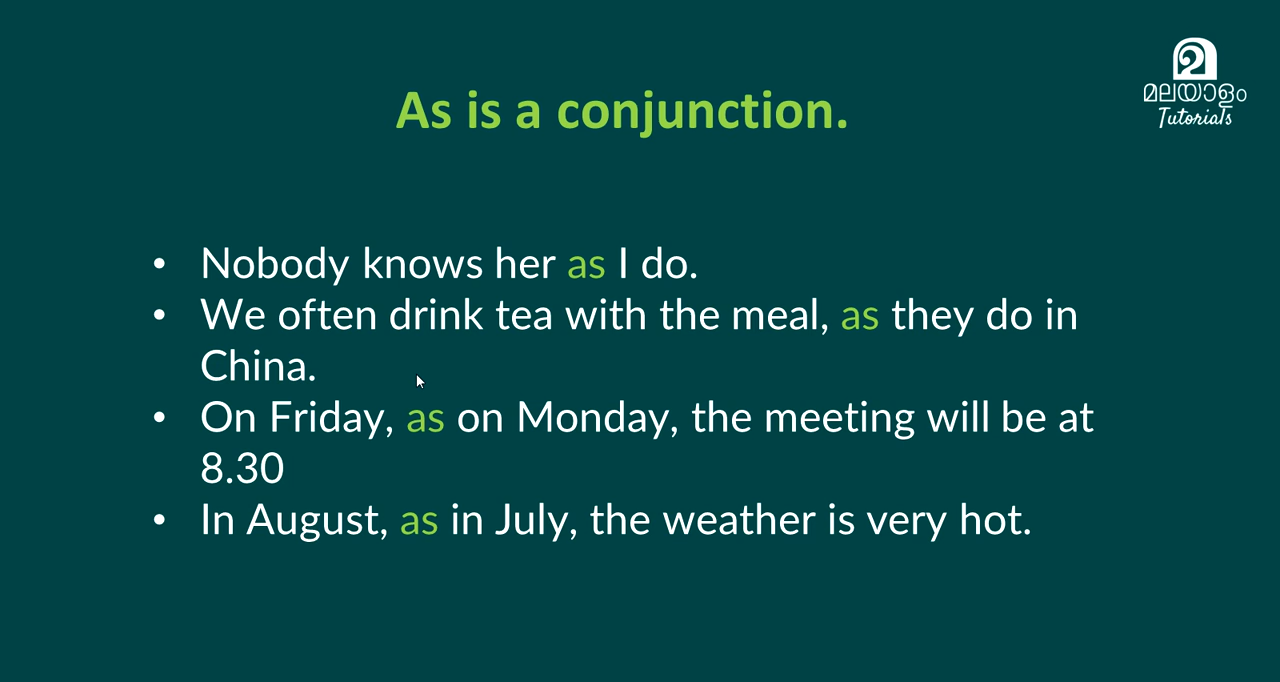 മലയാളം
Tutorials
As is a conjunction.
• Nobody knows her as I do.
• We often drink tea with the meal, as they do in
China.
• On Friday, as on Monday, the meeting will be at
8.30
• In August, as in July, the weather is very hot.